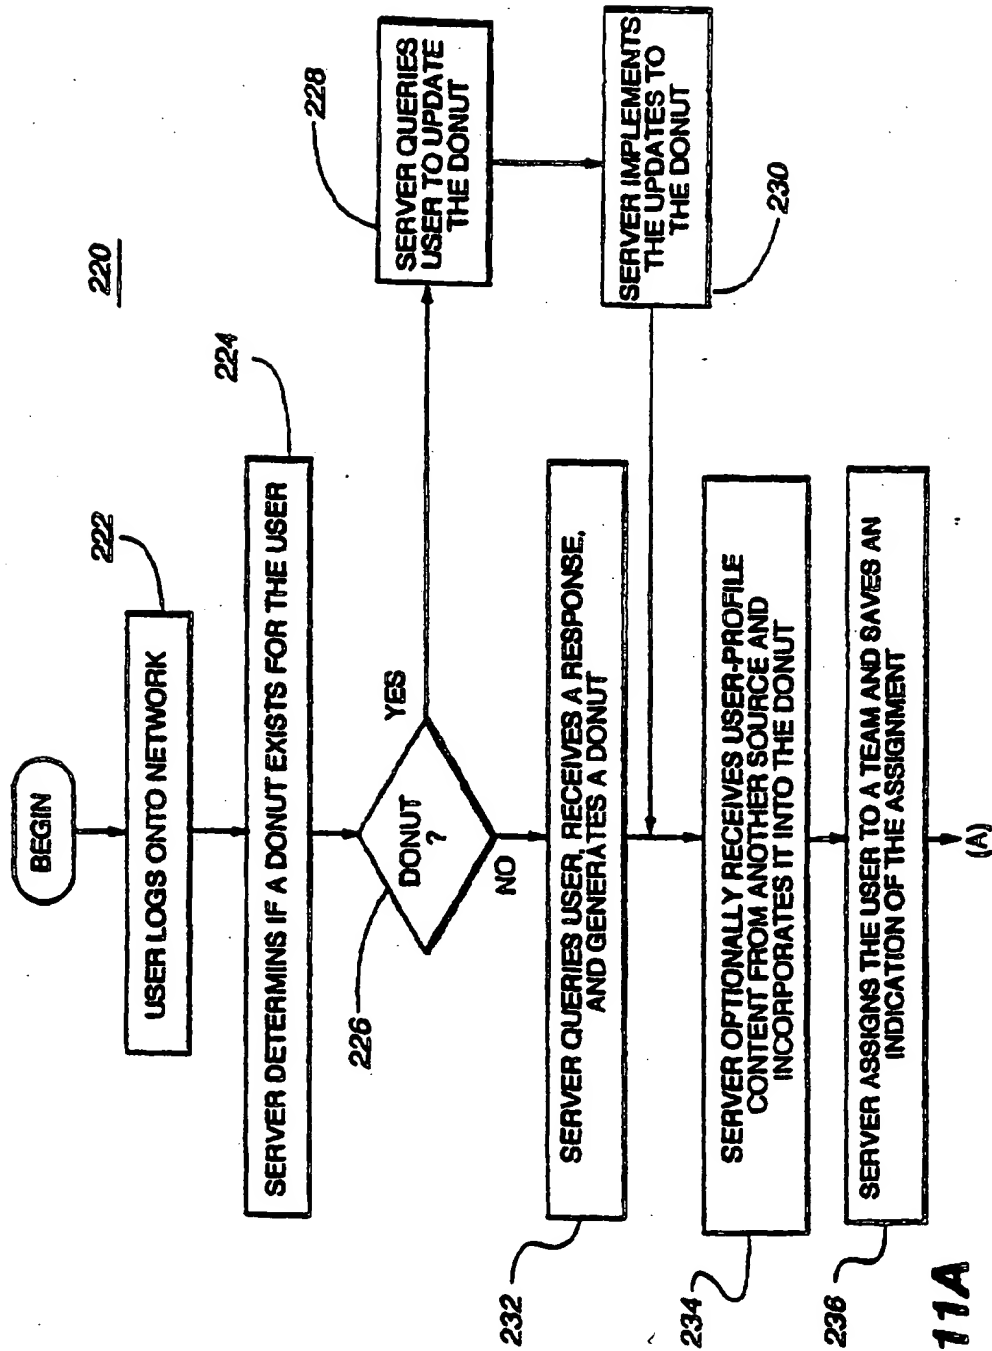 220
BEGIN
222
USER LOGS ONTO NETWORK
224
SERVER DETERMINS IF A DONUT EXISTS FOR THE USER
226
DONUT
?
YES
NO
228
SERVER QUERIES
USER TO UPDATE
THE DONUT
SERVER IMPLEMENTS
THE UPDATES TO
THE DONUT
230
232
SERVER QUERIES USER, RECEIVES A RESPONSE,
AND GENERATES A DONUT
234
SERVER OPTIONALLY RECEIVES USER-PROFILE
CONTENT FROM ANOTHER SOURCE AND
INCORPORATES IT INTO THE DONUT
236
SERVER ASSIGNS THE USER TO A TEAM AND SAVES AN
INDICATION OF THE ASSIGNMENT
(A)
11A